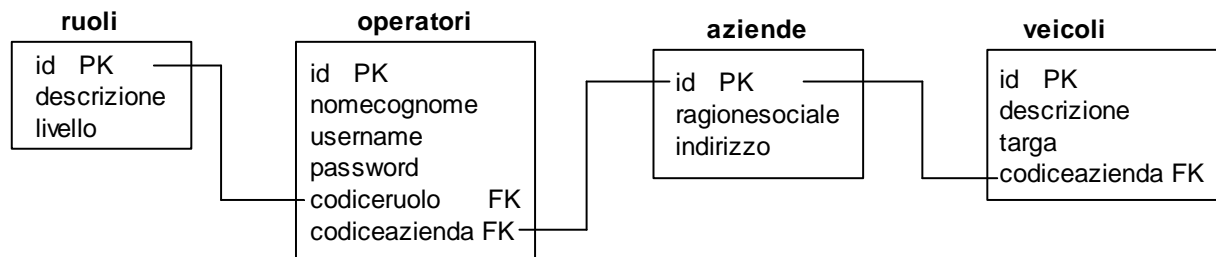 ruoli
id PK
descrizione
livello
operatori
id PK
nomecognome
username
password
codiceruolo FK
codiceazienda FK
aziende
id PK
ragionesociale
indirizzo
veicoli
id PK
descrizione
targa
codiceazienda FK